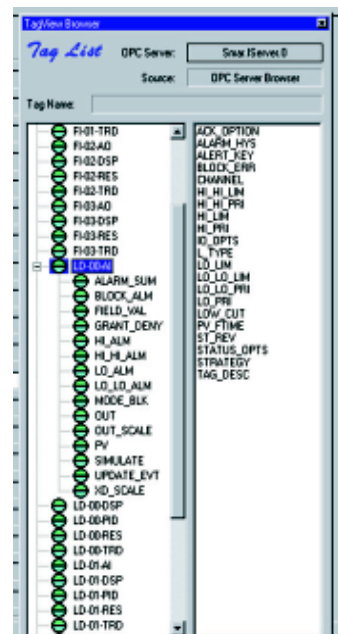 TagView Browser
Tag List
OPC Server:
SmarIServer.0
Source:
OPC Server Browser
Tag Name:
FI-01-TRD
FI-02-AO
FI-02-DSP
FI-02-RES
FI-02-TRD
FI-03-AO
FI-03-DSP
FI-03-RES
FI-03-TRD
LD-00-AI
ALARM_SUM
BLOCK_ALM
FIELD_VAL
GRANT_DENY
HI_ALM
HI_HI_ALM
LO_ALM
LO_LO_ALM
MODE_BLK
OUT
OUT_SCALE
PV
SIMULATE
UPDATE_EVT
XD_SCALE
LD-00-DSP
LD-00-PID
LD-00-RES
LD-00-TRD
LD-01-AI
LD-01-DSP
LD-01-PID
LD-01-RES
LD-01-TRD
ACK_OPTION
ALARM_HYS
ALERT_KEY
BLOCK_ERR
CHANNEL
HI_HI_LIM
HI_HI_PRI
HI_LIM
HI_PRI
IO_OPTS
L_TYPE
LO_LIM
LO_LO_LIM
LO_LO_PRI
LO_PRI
LOW_CUT
PV_FTIME
ST_REV
STATUS_OPTS
STRATEGY
TAG_DESC